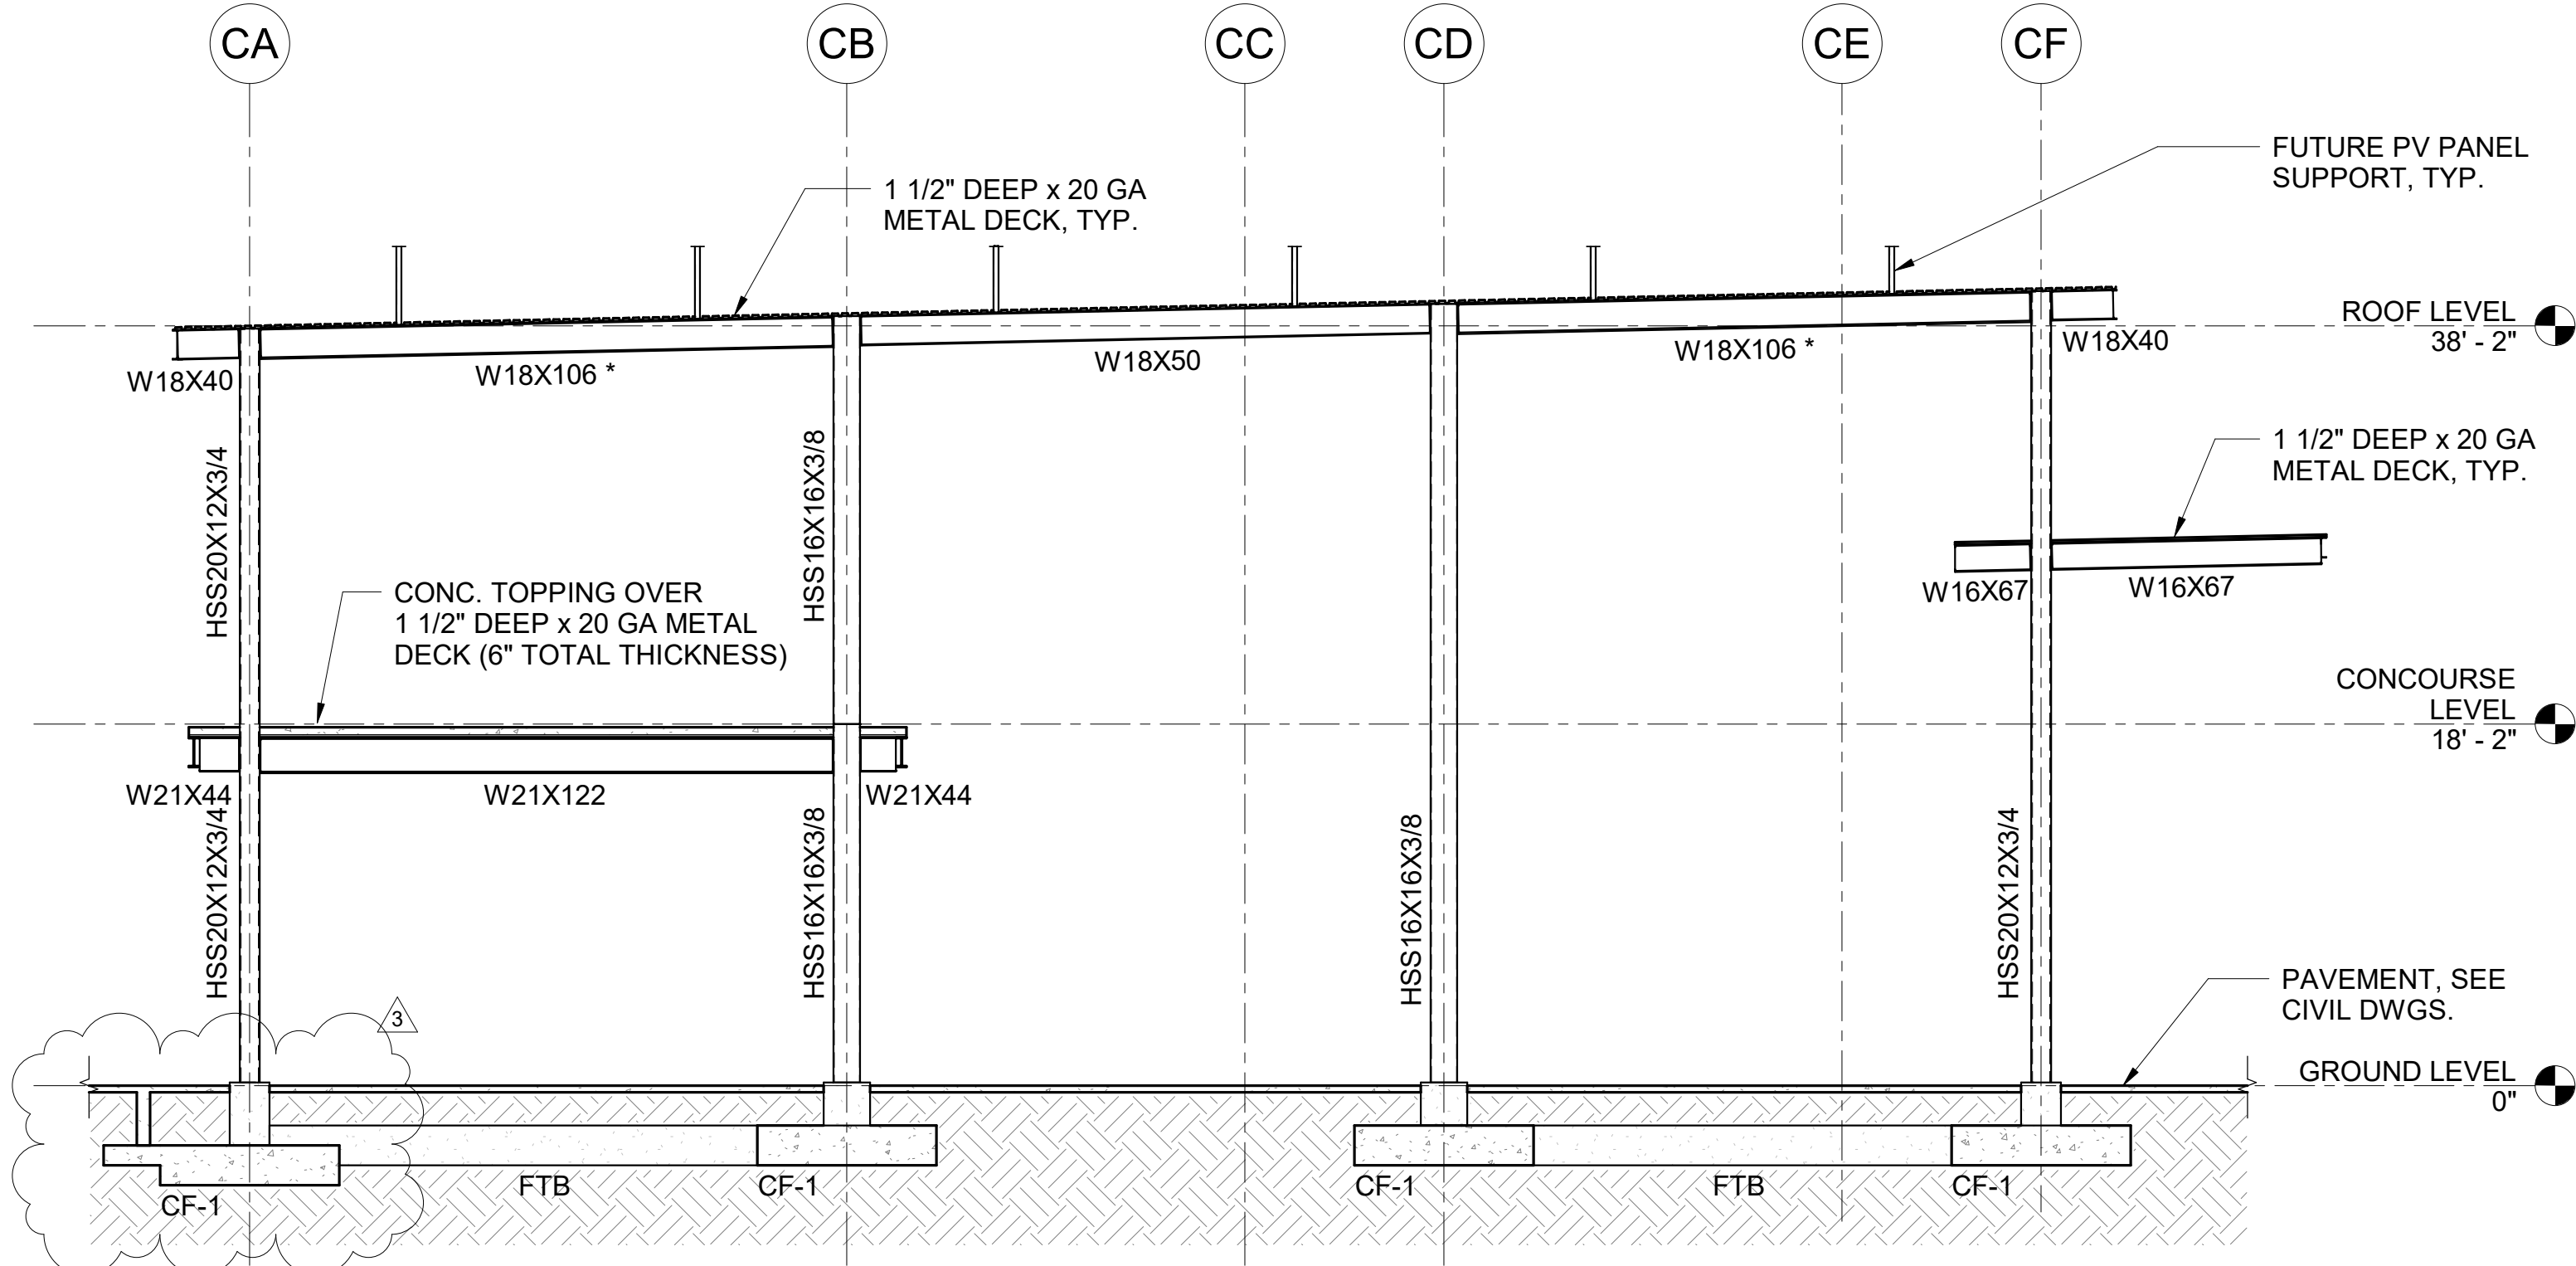 CA
CB
CC
CD
CE
CF
FUTURE PV PANEL
SUPPORT, TYP.
1 1/2" DEEP x 20 GA
METAL DECK, TYP.
ROOF LEVEL
38' - 2"
W18X40
W18X106 *
W18X50
W18X106 *
W18X40
HSS20X12X3/4
HSS16X16X3/8
1 1/2" DEEP x 20 GA
METAL DECK, TYP.
W16X67
W16X67
CONC. TOPPING OVER
1 1/2" DEEP x 20 GA METAL
DECK (6" TOTAL THICKNESS)
CONCOURSE
LEVEL
18' - 2"
W21X44
W21X122
W21X44
HSS20X12X3/4
HSS16X16X3/8
HSS16X16X3/8
HSS20X12X3/4
PAVEMENT, SEE
CIVIL DWGS.
3
GROUND LEVEL
0"
CF-1
FTB
CF-1
CF-1
FTB
CF-1